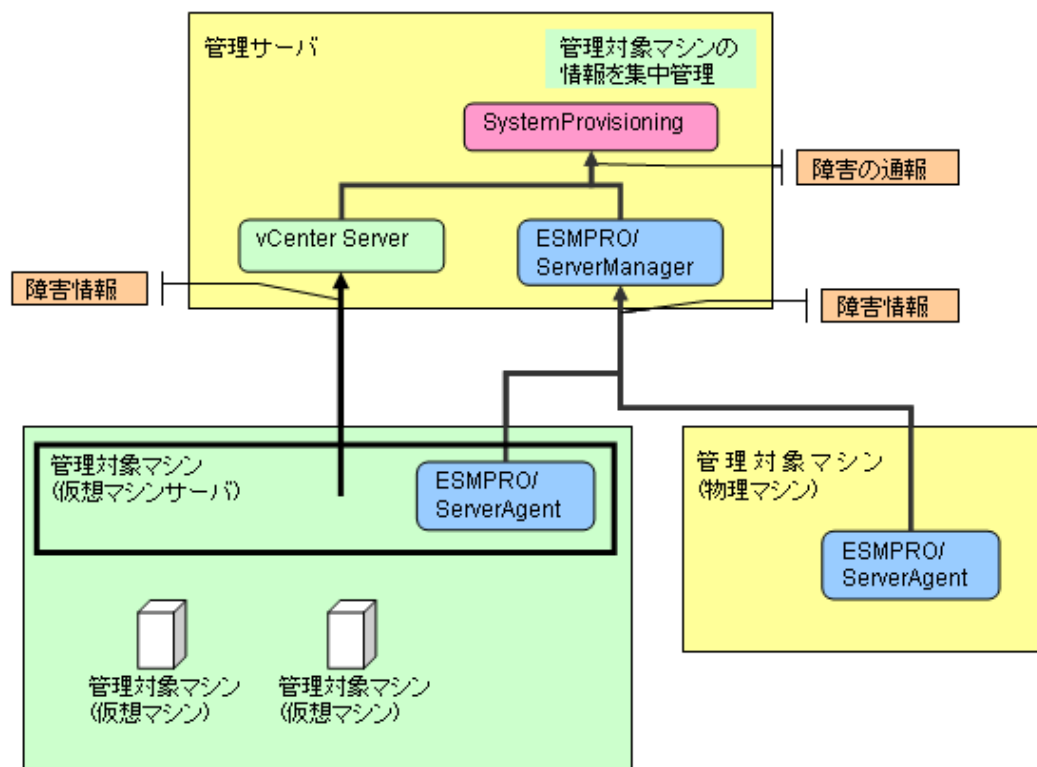 管理サーバ
管理対象マシンの
情報を集中管理
SystemProvisioning
障害の通報
vCenter Server
ESMPRO/
ServerManager
障害情報
障害情報
管理対象マシン
(仮想マシンサーバ)
ESMPRO/
ServerAgent
管理対象マシン
(物理マシン)
ESMPRO/
ServerAgent
管理対象マシン
(仮想マシン)
管理対象マシン
(仮想マシン)